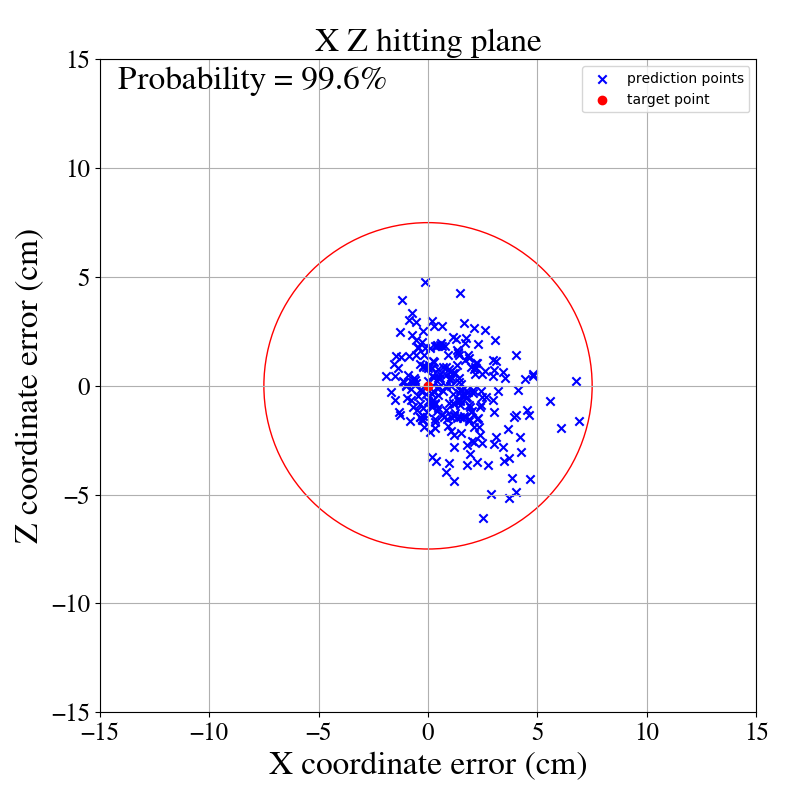 X Z hitting plane
Probability = 99.6%
prediction points
target point
Z coordinate error (cm)
15
10
5
0
−5
−10
−15
−15
−10
−5
0
5
10
15
X coordinate error (cm)